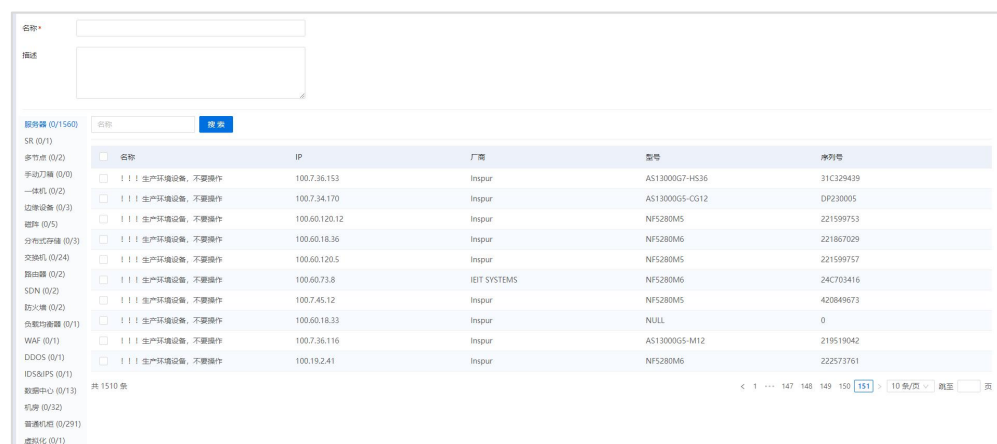 名称*
描述
服务器 (0/1560)
SR (0/1)
多节点 (0/2)
手动刀箱 (0/0)
一体机 (0/2)
边缘设备 (0/3)
磁阵 (0/5)
分布式存储 (0/3)
交换机 (0/24)
路由器 (0/2)
SDN (0/2)
防火墙 (0/2)
负载均衡器 (0/1)
WAF (0/1)
DDOS (0/1)
IDS&IPS (0/1)
数据中心 (0/13)
机房 (0/32)
普通机柜 (0/291)
虚拟化 (0/1)
名称 搜 索
名称 IP 厂商 型号 序列号
！！！生产环境设备，不要操作 100.7.36.153 Inspur AS13000G7-HS36 31C329439
！！！生产环境设备，不要操作 100.7.34.170 Inspur AS13000G5-CG12 DP230005
！！！生产环境设备，不要操作 100.60.120.12 Inspur NF5280M5 221599753
！！！生产环境设备，不要操作 100.60.18.36 Inspur NF5280M6 221867029
！！！生产环境设备，不要操作 100.60.120.5 Inspur NF5280M5 221599757
！！！生产环境设备，不要操作 100.60.73.8 IEIT SYSTEMS NF5280M6 24C703416
！！！生产环境设备，不要操作 100.7.45.12 Inspur NF5280M5 420849673
！！！生产环境设备，不要操作 100.60.18.33 Inspur NULL 0
！！！生产环境设备，不要操作 100.7.36.116 Inspur AS13000G5-M12 219519042
！！！生产环境设备，不要操作 100.19.2.41 Inspur NF5280M6 222573761
共 1510 条 < 1 ··· 147 148 149 150 151 > 10 条/页 跳至 页